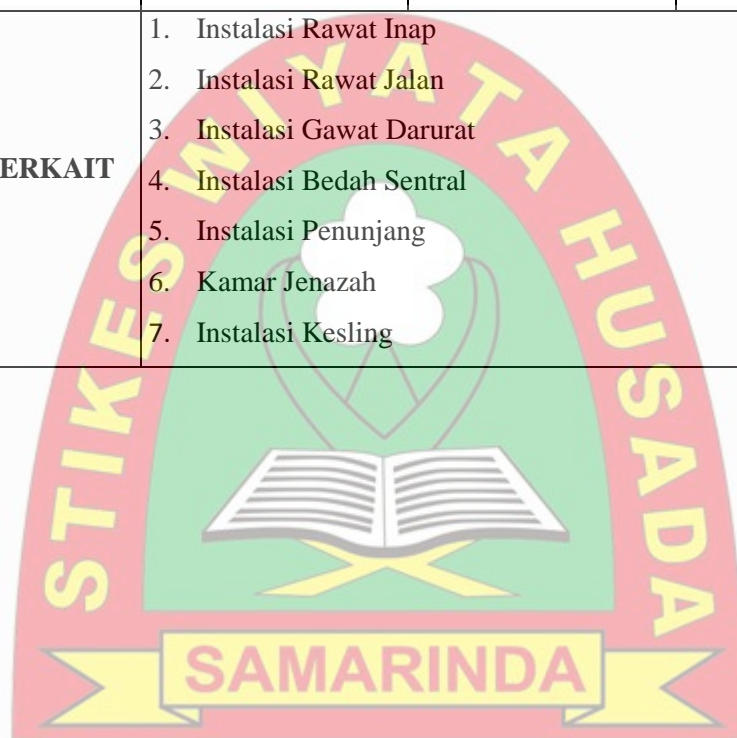 ERKAIT
1. Instalasi Rawat Inap
2. Instalasi Rawat Jalan
3. Instalasi Gawat Darurat
4. Instalasi Bedah Sentral
5. Instalasi Penunjang
6. Kamar Jenazah
7. Instalasi Kesling
STIKES WIYATA HUSADA
SAMARINDA